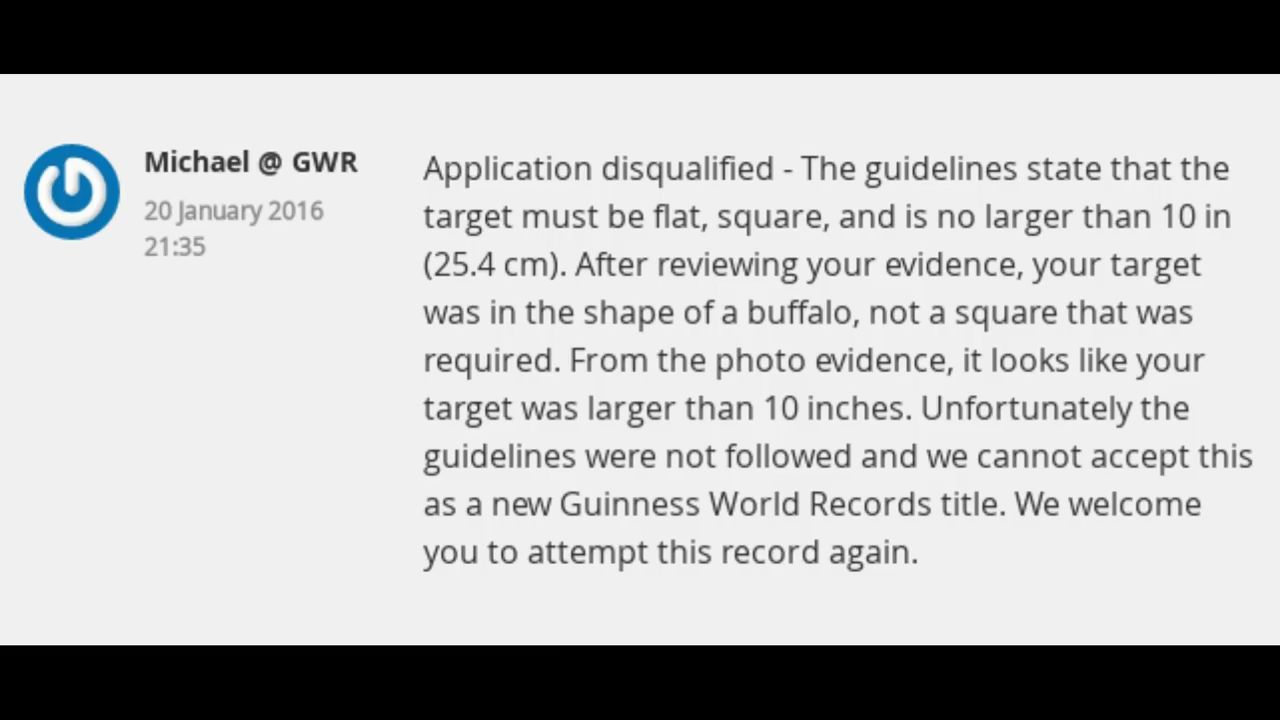 Michael @ GWR
20 January 2016
21:35
Application disqualified - The guidelines state that the
target must be flat, square, and is no larger than 10 in
(25.4 cm). After reviewing your evidence, your target
was in the shape of a buffalo, not a square that was
required. From the photo evidence, it looks like your
target was larger than 10 inches. Unfortunately the
guidelines were not followed and we cannot accept this
as a new Guinness World Records title. We welcome
you to attempt this record again.